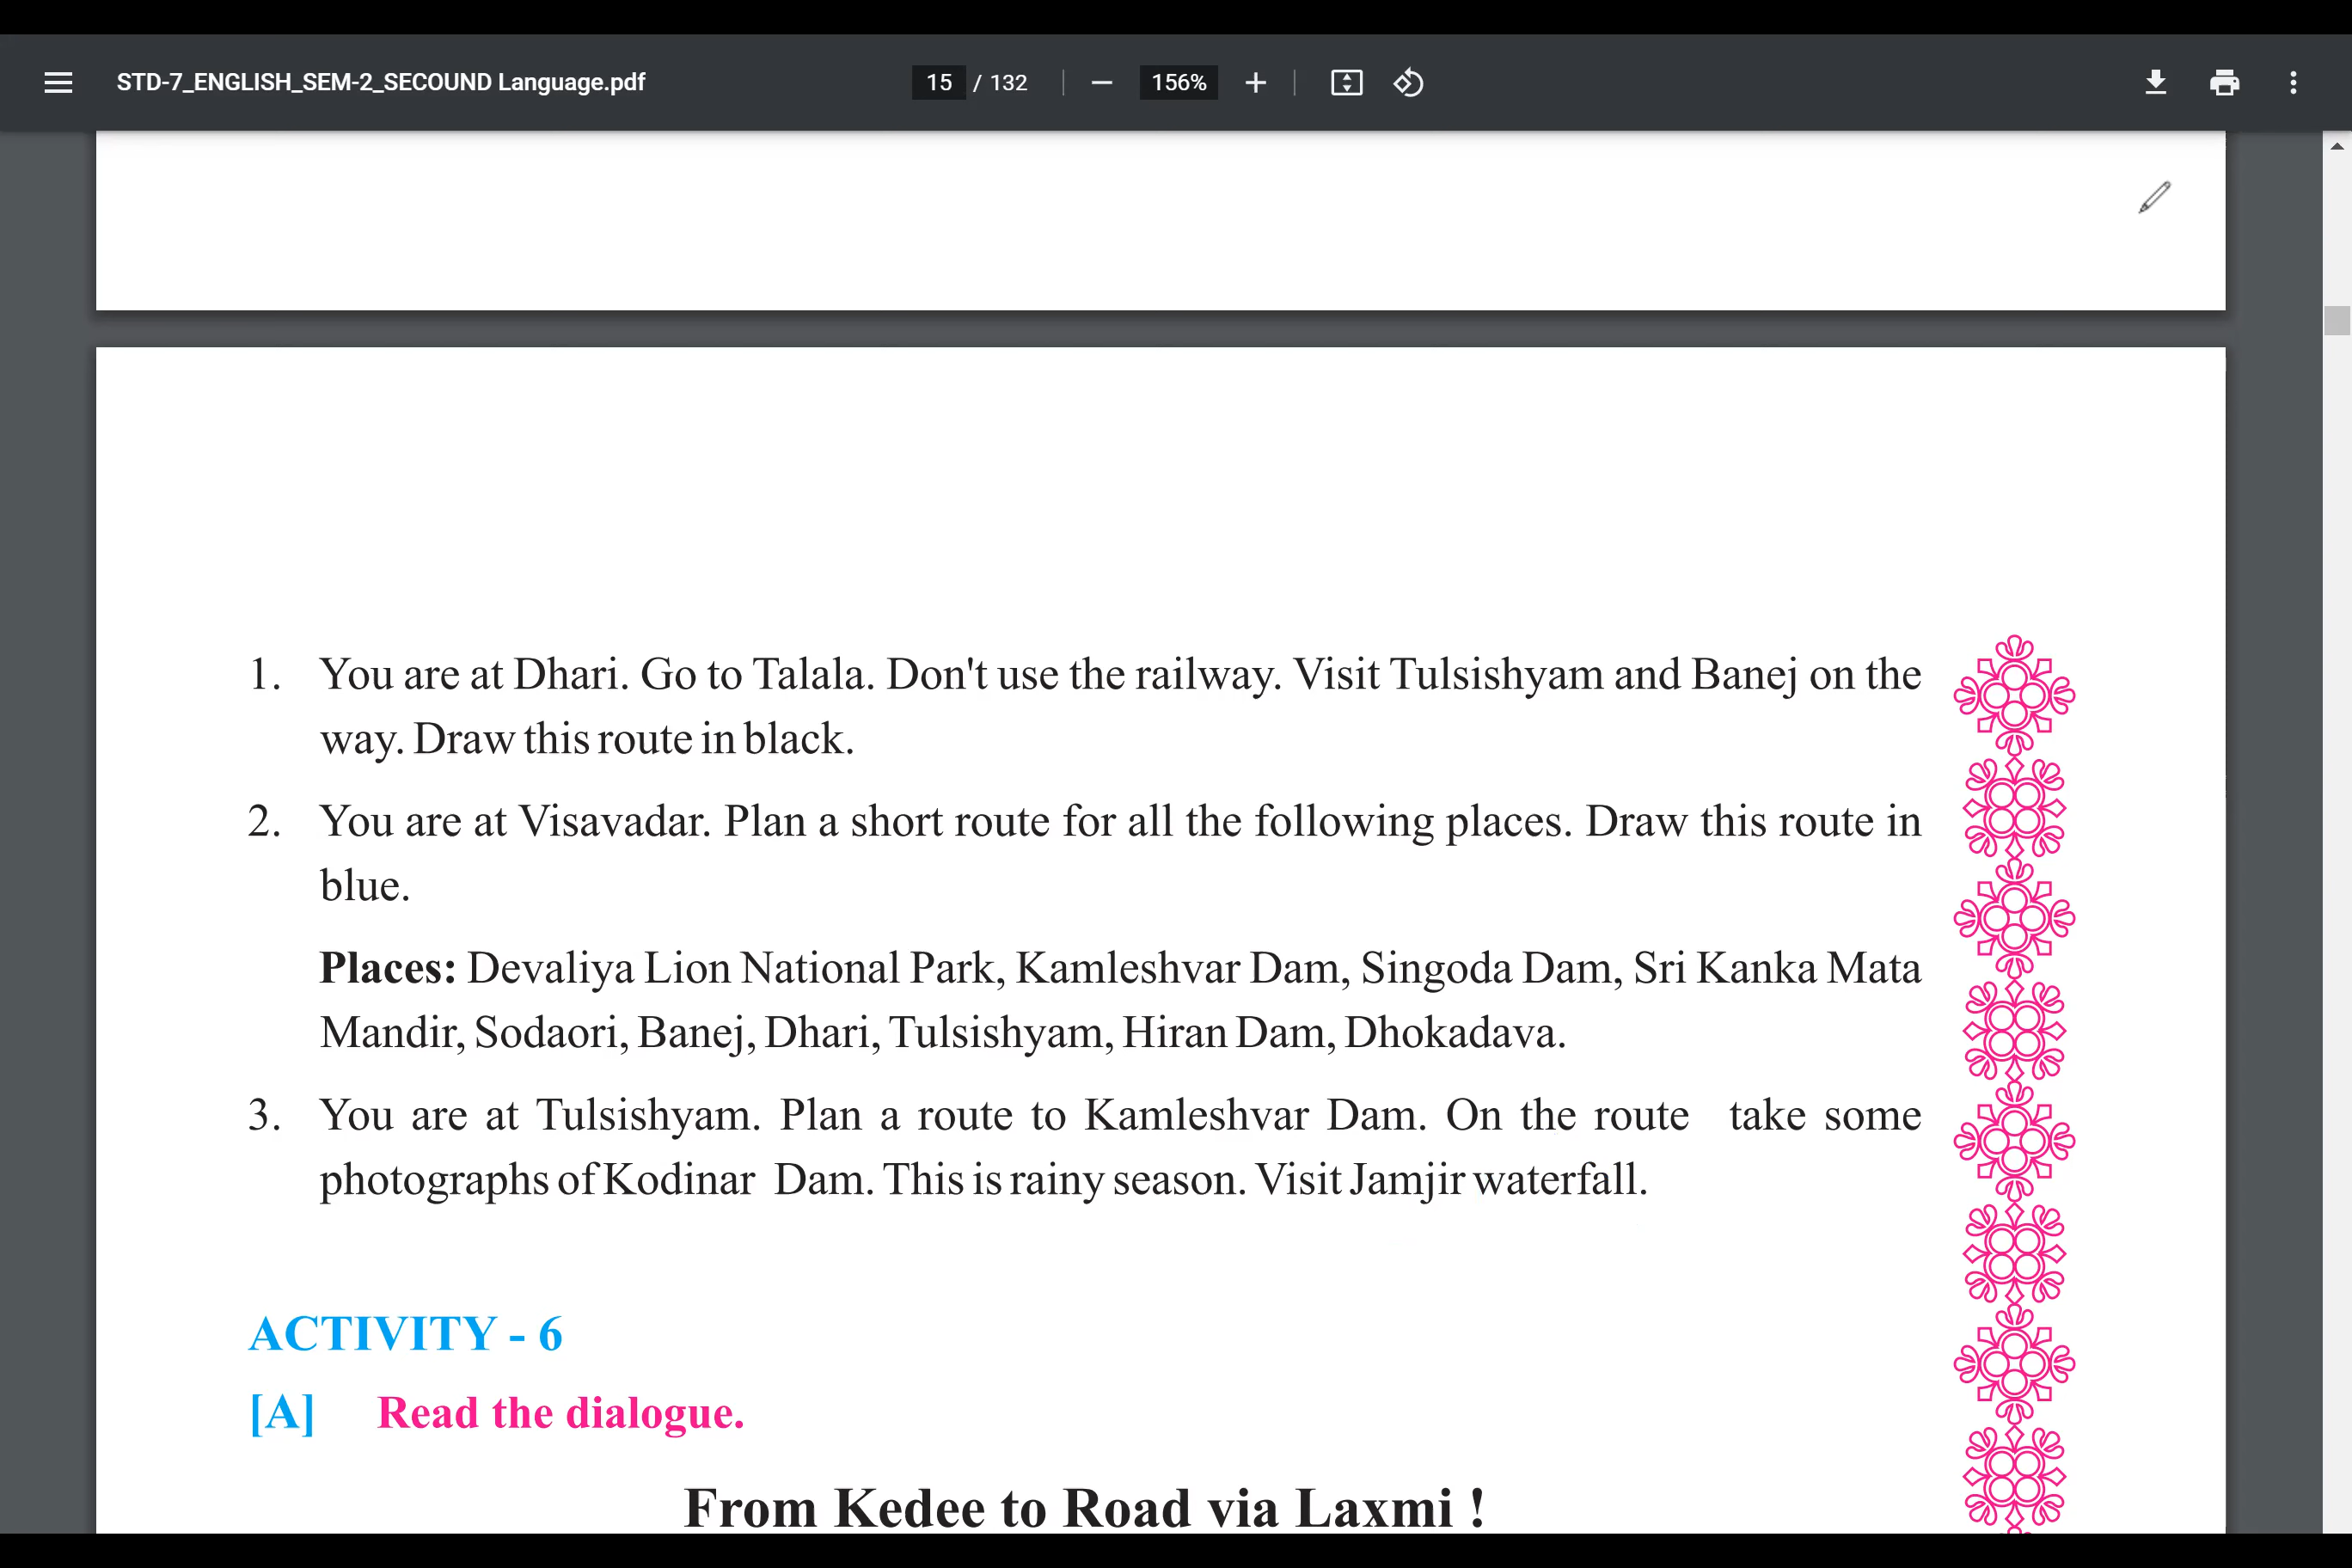 STD-7_ENGLISH_SEM-2_SECOUND Language.pdf
15 / 132
156%
1. You are at Dhari. Go to Talala. Don't use the railway. Visit Tulsishyam and Banej on the
way. Draw this route in black.
2. You are at Visavadar. Plan a short route for all the following places. Draw this route in
blue.
Places: Devaliya Lion National Park, Kamleshvar Dam, Singoda Dam, Sri Kanka Mata
Mandir, Sodaori, Banej, Dhari, Tulsishyam, Hiran Dam, Dhokadava.
3. You are at Tulsishyam. Plan a route to Kamleshvar Dam. On the route take some
photographs of Kodinar Dam. This is rainy season. Visit Jamjir waterfall.
ACTIVITY - 6
[A] Read the dialogue.
From Kedee to Road via Laxmi !